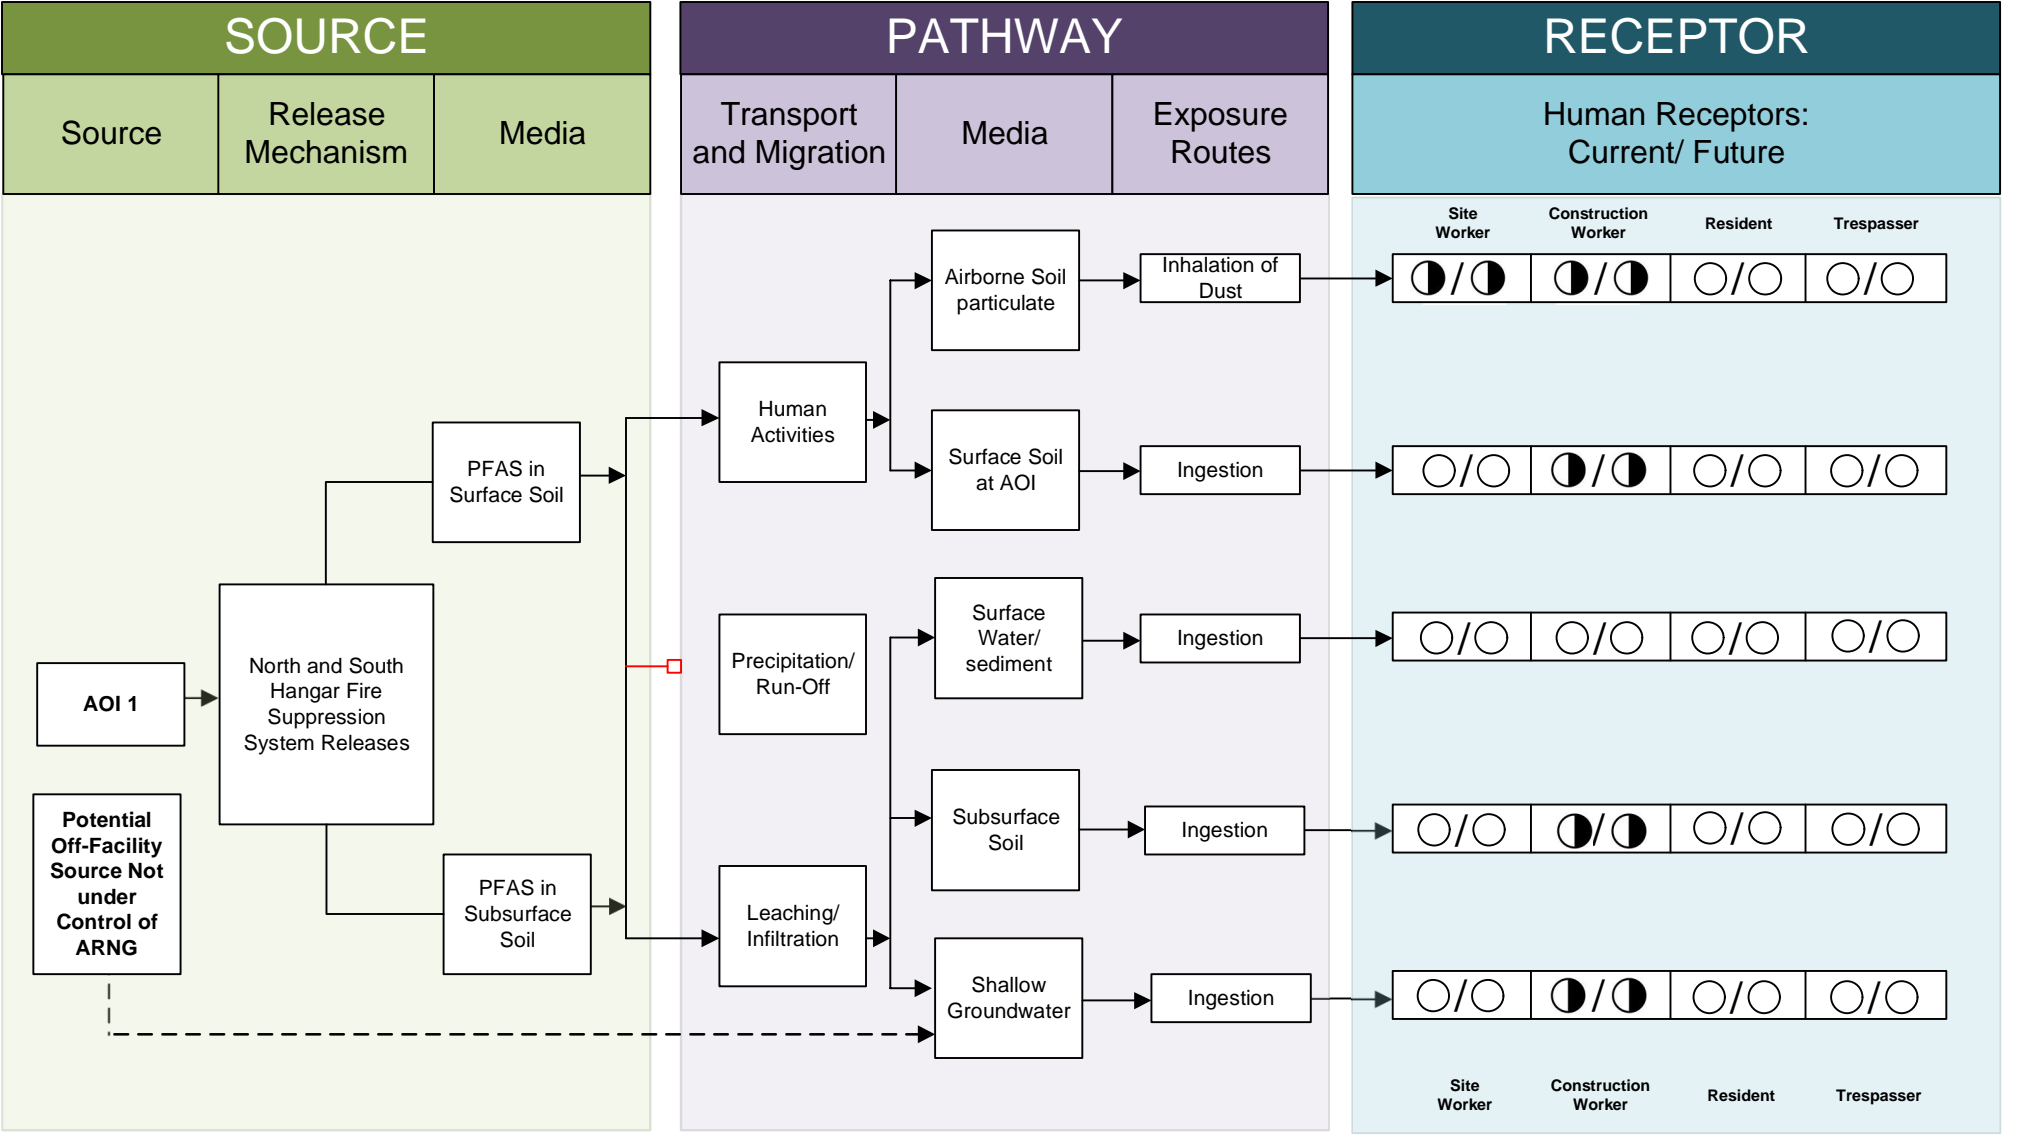 SOURCE
PATHWAY
RECEPTOR
Source
Release
Mechanism
Media
Transport
and Migration
Media
Exposure
Routes
Human Receptors:
Current/ Future
Site
Worker
Construction
Worker
Resident
Trespasser
Airborne Soil
particulate
Inhalation of
Dust
/
/
/
/
Human
Activities
PFAS in
Surface Soil
Surface Soil
at AOI
Ingestion
/
/
/
/
North and South
Hangar Fire
Suppression
System Releases
AOI 1
Precipitation/
Run-Off
Surface
Water/
sediment
Ingestion
/
/
/
/
Potential
Off-Facility
Source Not
under
Control of
ARNG
Subsurface
Soil
Ingestion
/
/
/
/
PFAS in
Subsurface
Soil
Leaching/
Infiltration
Shallow
Groundwater
Ingestion
/
/
/
/
Site
Worker
Construction
Worker
Resident
Trespasser